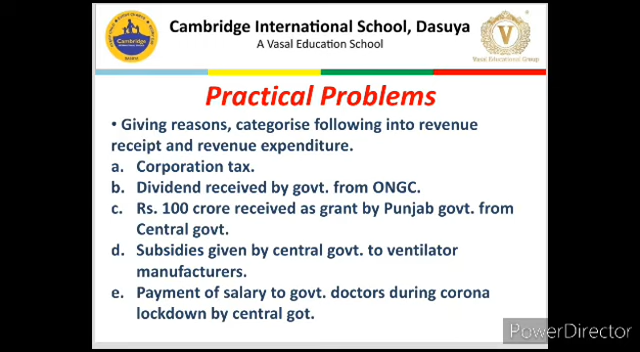 Cambridge International School, Dasuya
A Vasal Education School
Cambridge
V
Vasal Educational Group
Practical Problems
• Giving reasons, categorise following into revenue
receipt and revenue expenditure.
a. Corporation tax.
b. Dividend received by govt. from ONGC.
c. Rs. 100 crore received as grant by Punjab govt. from
Central govt.
d. Subsidies given by central govt. to ventilator
manufacturers.
e. Payment of salary to govt. doctors during corona
lockdown by central got.
PowerDirector